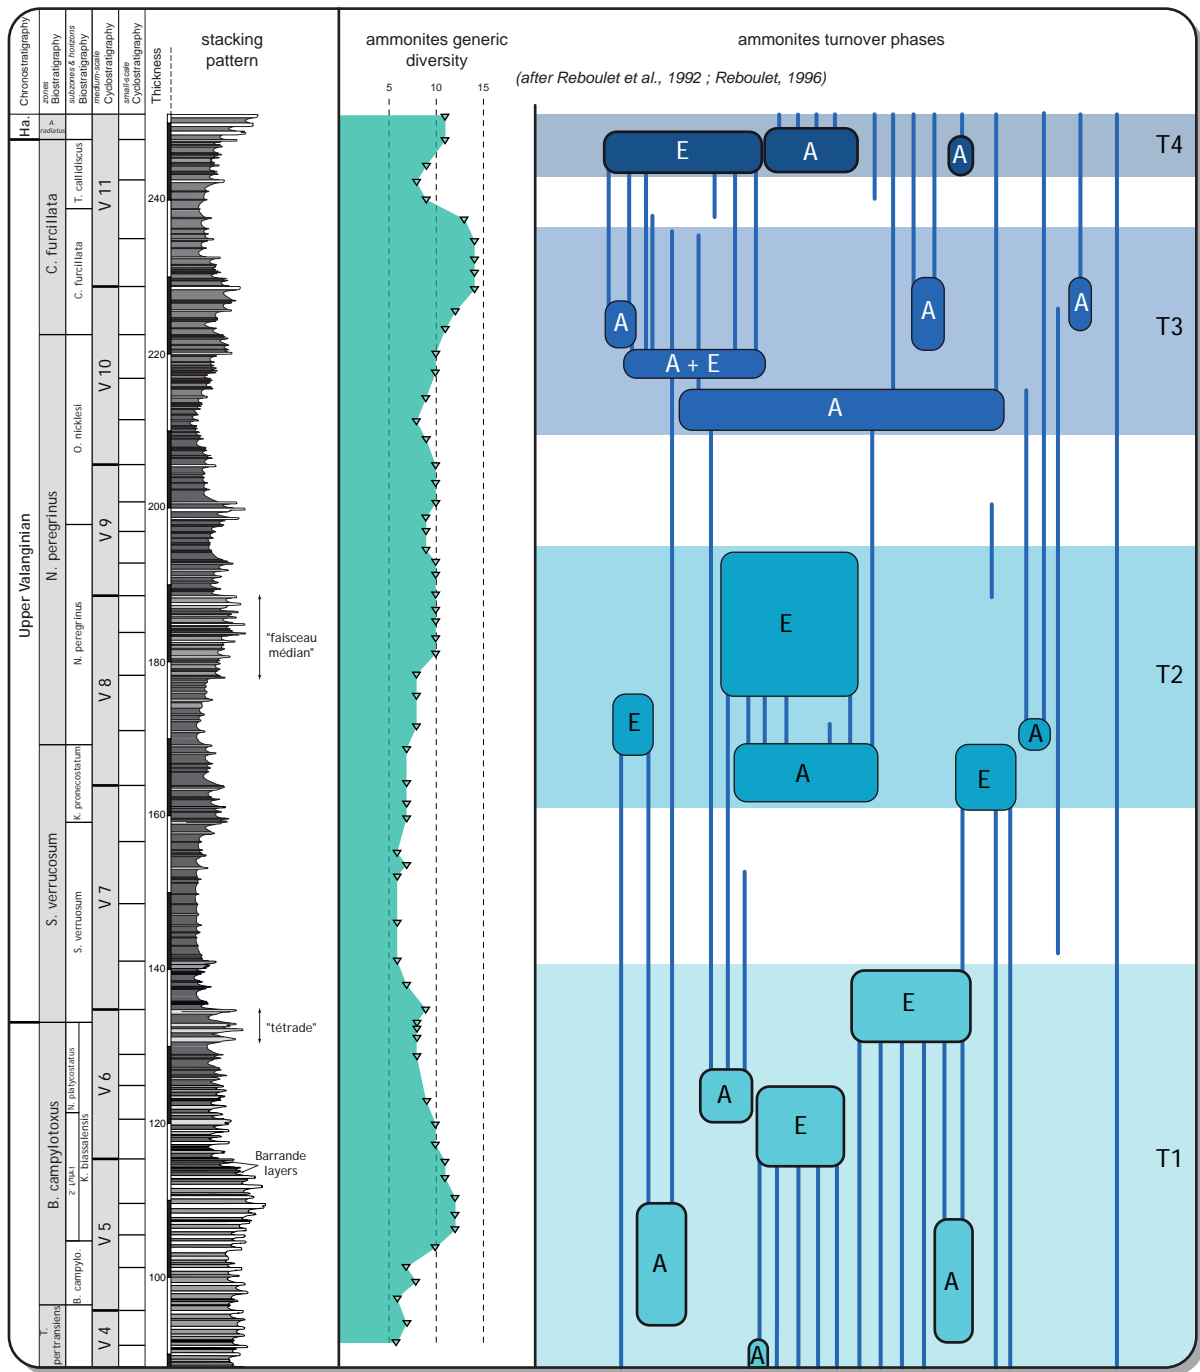 Chronostratigraphy
zones
Biostratigraphy
subzones & horizons
Biostratigraphy
medium-scale
Cyclostratigraphy
small-scale
Cyclostratigraphy
Thickness
stacking
pattern
ammonites generic
diversity
ammonites turnover phases
(after Reboulet et al., 1992 ; Reboulet, 1996)
5
10
15
Ha.
Upper Valanginian
A.
radiatus
C. furcillata
N. peregrinus
S. verrucosum
B. campylotoxus
T.
pertransiens
T. callidiscus
C. furcillata
O. nicklesi
N. peregrinus
K. pronecostatum
S. verruosum
N. platycostatus
K. biassalensis
B. campylo.
V 11
V 10
V 9
V 8
V 7
V 6
V 5
V 4
240
220
200
180
160
140
120
100
"faisceau
médian"
"tétrade"
Barrande
layers
E
A
A
T4
A
A
A
A + E
A
T3
E
E
A
A
E
T2
E
A
E
A
A
A
T1